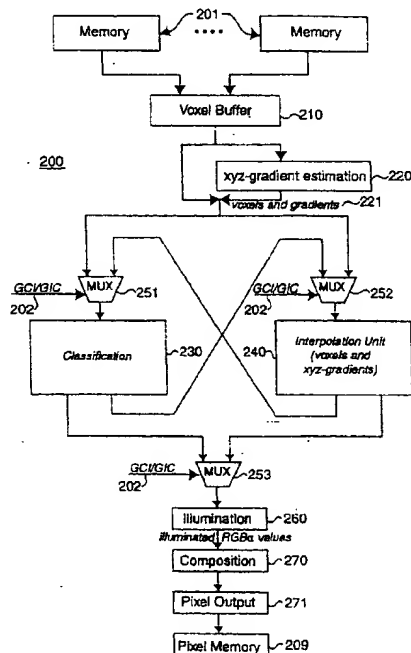 201
Memory
Memory
Voxel Buffer
210
200
xyz-gradient estimation
220
voxels and gradients
221
GCI/GIC
MUX
251
202
GCI/GIC
MUX
252
202
Classification
230
240
Interpolation Unit
(voxels and
xyz-gradients)
GCI/GIC
MUX
253
202
Illumination
260
illuminated RGBα values
Composition
270
Pixel Output
271
Pixel Memory
209